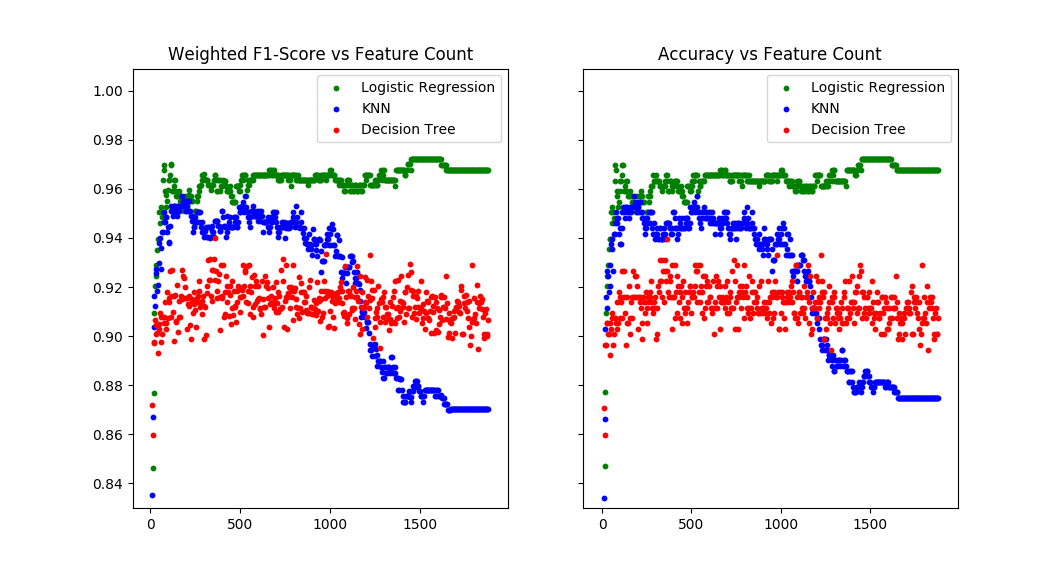 Weighted F1-Score vs Feature Count
Accuracy vs Feature Count
Logistic Regression
KNN
Decision Tree
Logistic Regression
KNN
Decision Tree
1.00
0.98
0.96
0.94
0.92
0.90
0.88
0.86
0.84
0
500
1000
1500
0
500
1000
1500